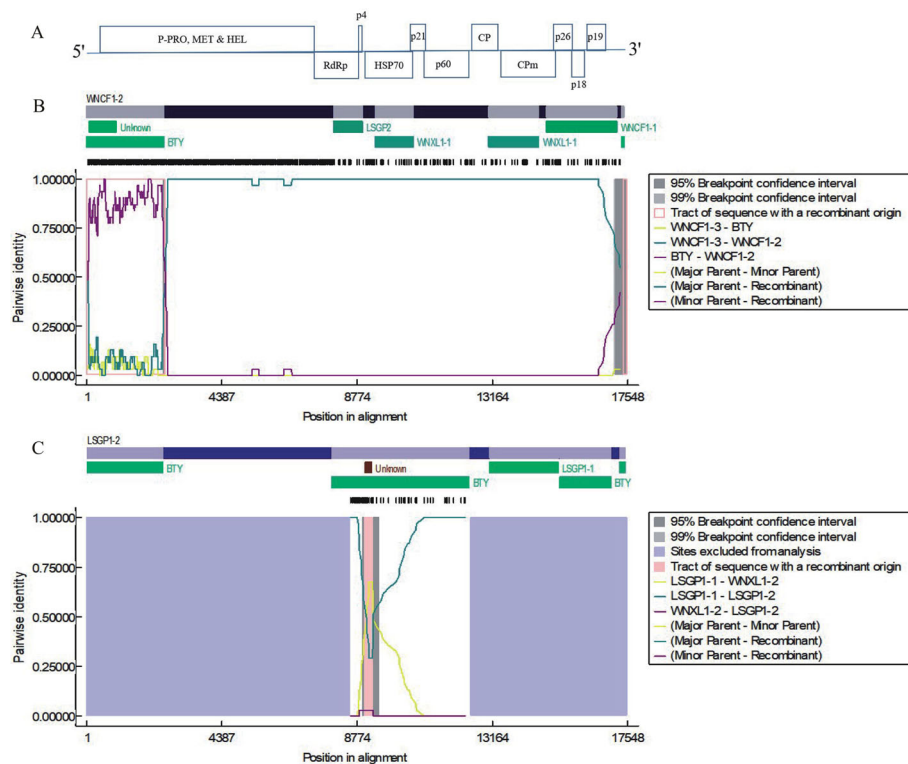 A
5'
P-PRO, MET & HEL
p4
p21
CP
p26
p19
3'
RdRp
HSP70
p60
CPm
p18
B
WNCF1-2
Unknown
LSGP2
WNCF1-1
BTY
WNXL1-1
WNXL1-1
Pairwise identity
1.00000
0.75000
0.50000
0.25000
0.00000
1
4387
8774
13164
17548
Position in alignment
95% Breakpoint confidence interval
99% Breakpoint confidence interval
Tract of sequence with a recombinant origin
WNCF1-3 - BTY
WNCF1-3 - WNCF1-2
BTY - WNCF1-2
(Major Parent - Minor Parent)
(Major Parent - Recombinant)
(Minor Parent - Recombinant)
C
LSGP1-2
BTY
Unknown
LSGP1-1
BTY
BTY
Pairwise identity
1.00000
0.75000
0.50000
0.25000
0.00000
1
4387
8774
13164
17548
Position in alignment
95% Breakpoint confidence interval
99% Breakpoint confidence interval
Sites excluded from analysis
Tract of sequence with a recombinant origin
LSGP1-1 - WNXL1-2
LSGP1-1 - LSGP1-2
WNXL1-2 - LSGP1-2
(Major Parent - Minor Parent)
(Major Parent - Recombinant)
(Minor Parent - Recombinant)